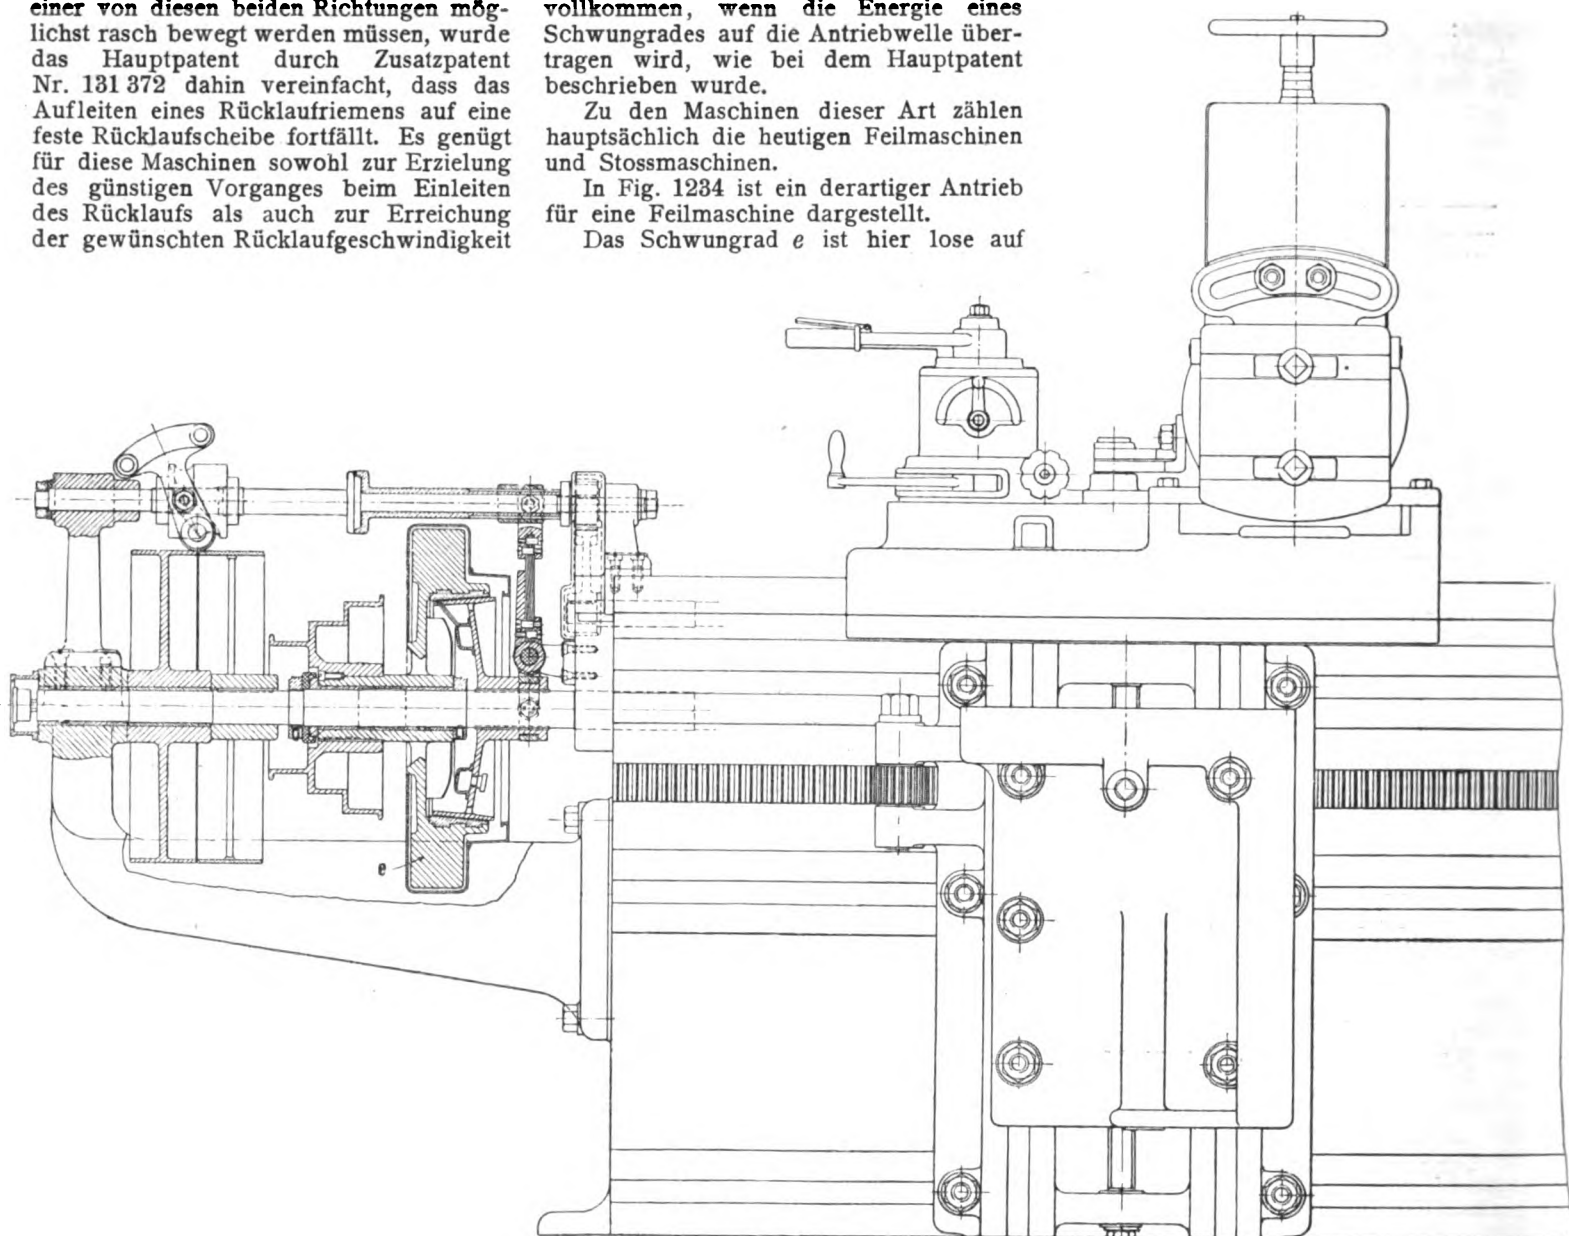 einer von diesen beiden Richtungen mög-
lichst rasch bewegt werden müssen, wurde
das Hauptpatent durch Zusatzpatent
Nr. 131 372 dahin vereinfacht, dass das
Aufleiten eines Rücklaufriemens auf eine
feste Rücklaufscheibe fortfällt. Es genügt
für diese Maschinen sowohl zur Erzielung
des günstigen Vorganges beim Einleiten
des Rücklaufs als auch zur Erreichung
der gewünschten Rücklaufgeschwindigkeit
vollkommen, wenn die Energie eines
Schwungrades auf die Antriebwelle über-
tragen wird, wie bei dem Hauptpatent
beschrieben wurde.
Zu den Maschinen dieser Art zählen
hauptsächlich die heutigen Feilmaschinen
und Stossmaschinen.
In Fig. 1234 ist ein derartiger Antrieb
für eine Feilmaschine dargestellt.
Das Schwungrad e ist hier lose auf
e